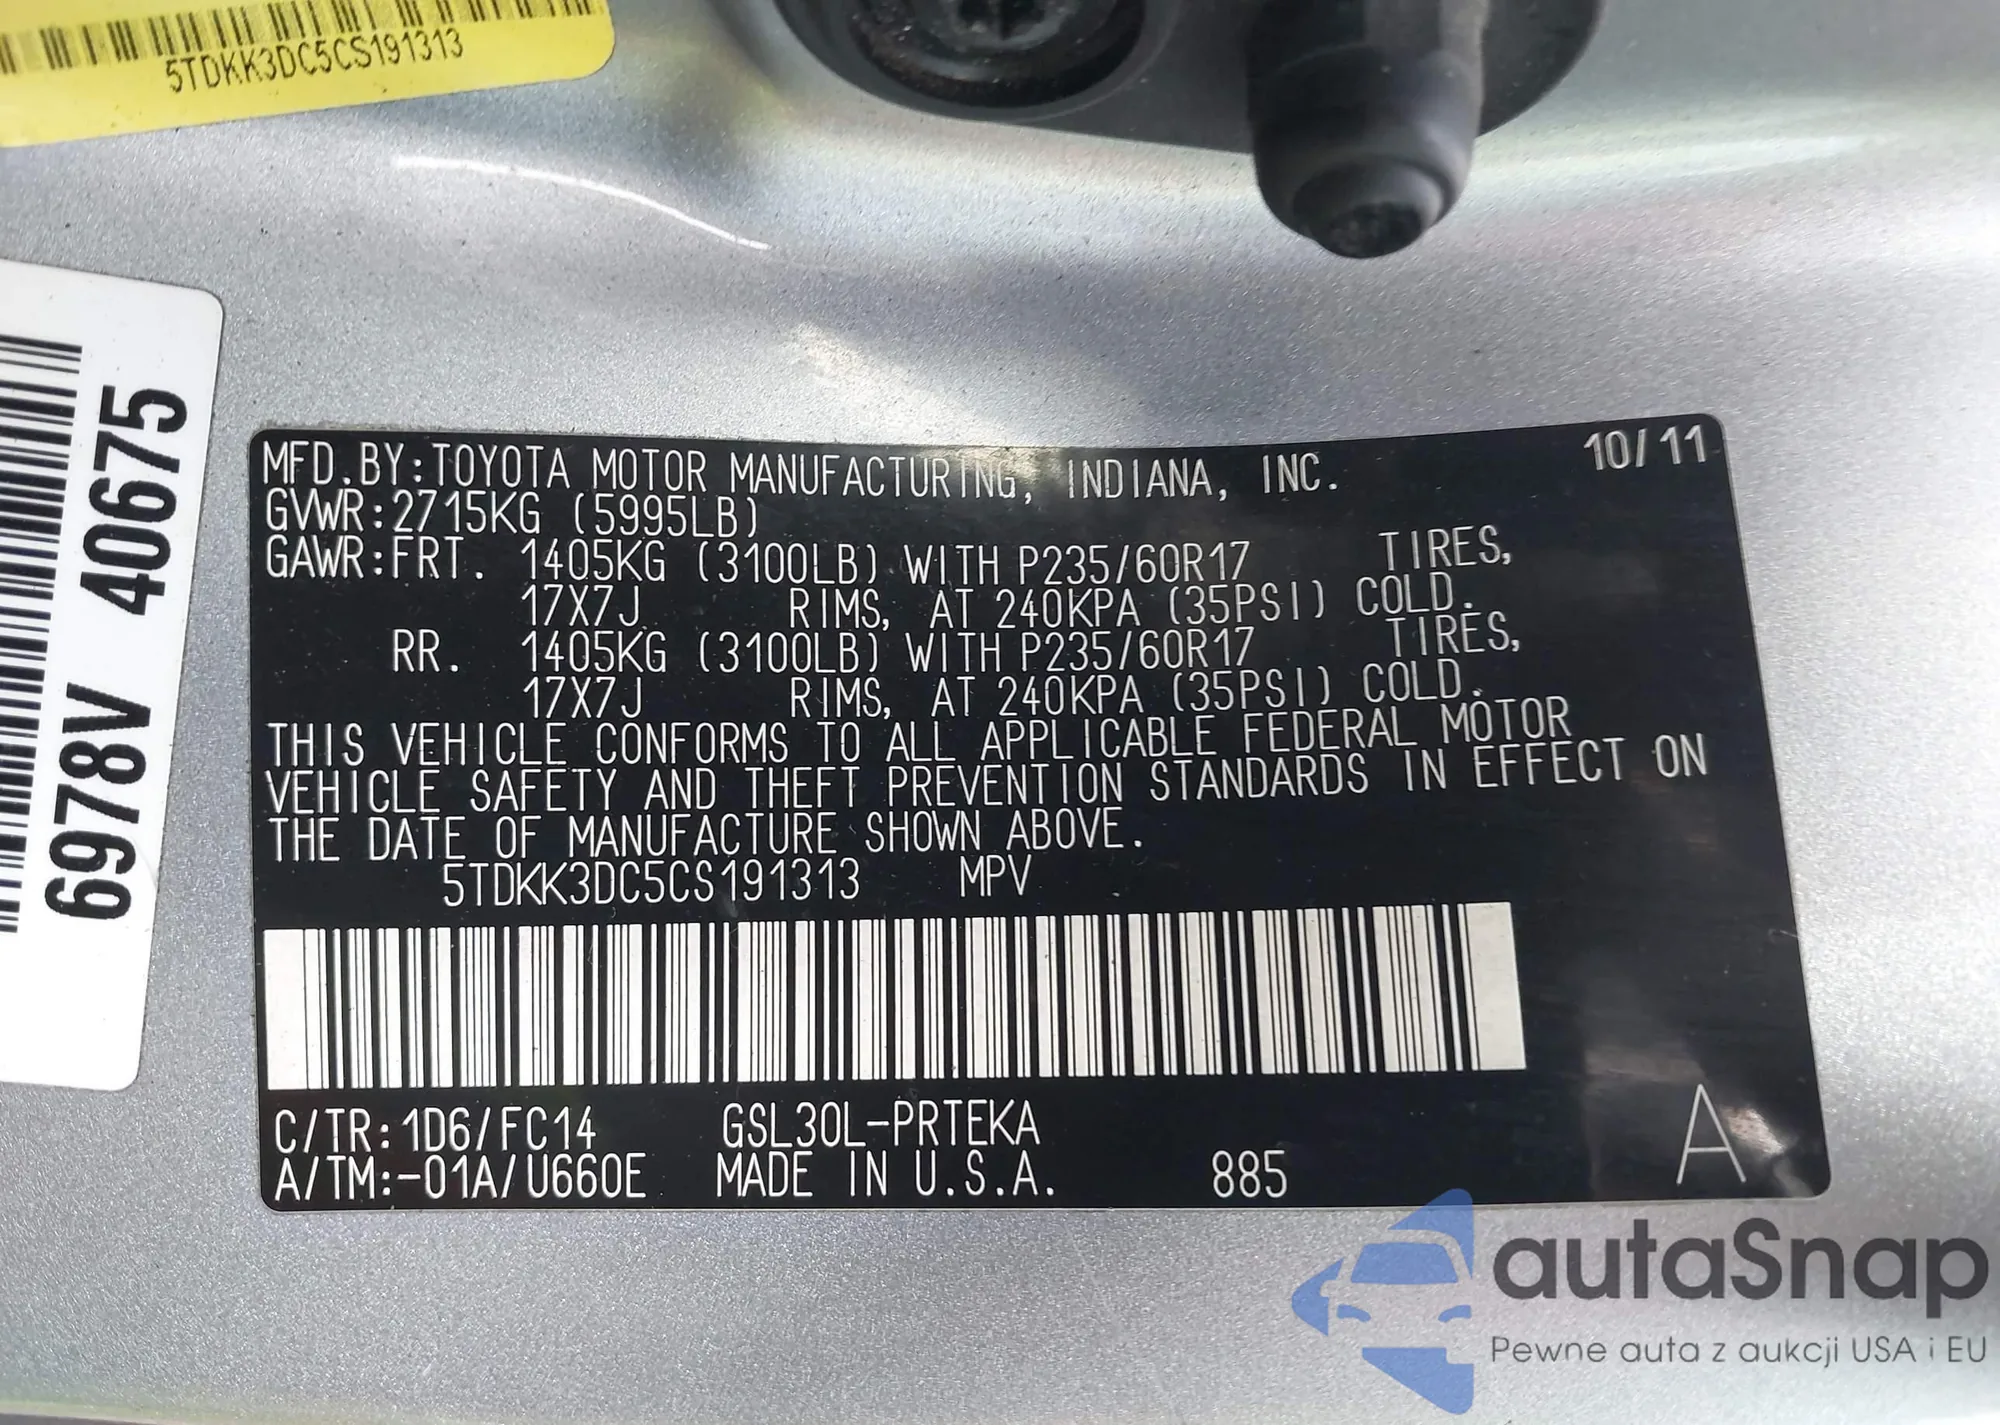 5TDKK3DC5CS191313
6978V 40675
MFD.BY:TOYOTA MOTOR MANUFACTURING, INDIANA, INC. 10/11
GVWR:2715KG (5995LB)
GAWR:FRT. 1405KG (3100LB) WITH P235/60R17 TIRES,
17X7J RIMS, AT 240KPA (35PSI) COLD.
RR. 1405KG (3100LB) WITH P235/60R17 TIRES,
17X7J RIMS, AT 240KPA (35PSI) COLD.
THIS VEHICLE CONFORMS TO ALL APPLICABLE FEDERAL MOTOR
VEHICLE SAFETY AND THEFT PREVENTION STANDARDS IN EFFECT ON
THE DATE OF MANUFACTURE SHOWN ABOVE.
5TDKK3DC5CS191313 MPV
C/TR:1D6/FC14 GSL30L-PRTEKA
A/TM:-01A/U660E MADE IN U.S.A. 885 A
autaSnap
Pewne auta z aukcji USA i EU